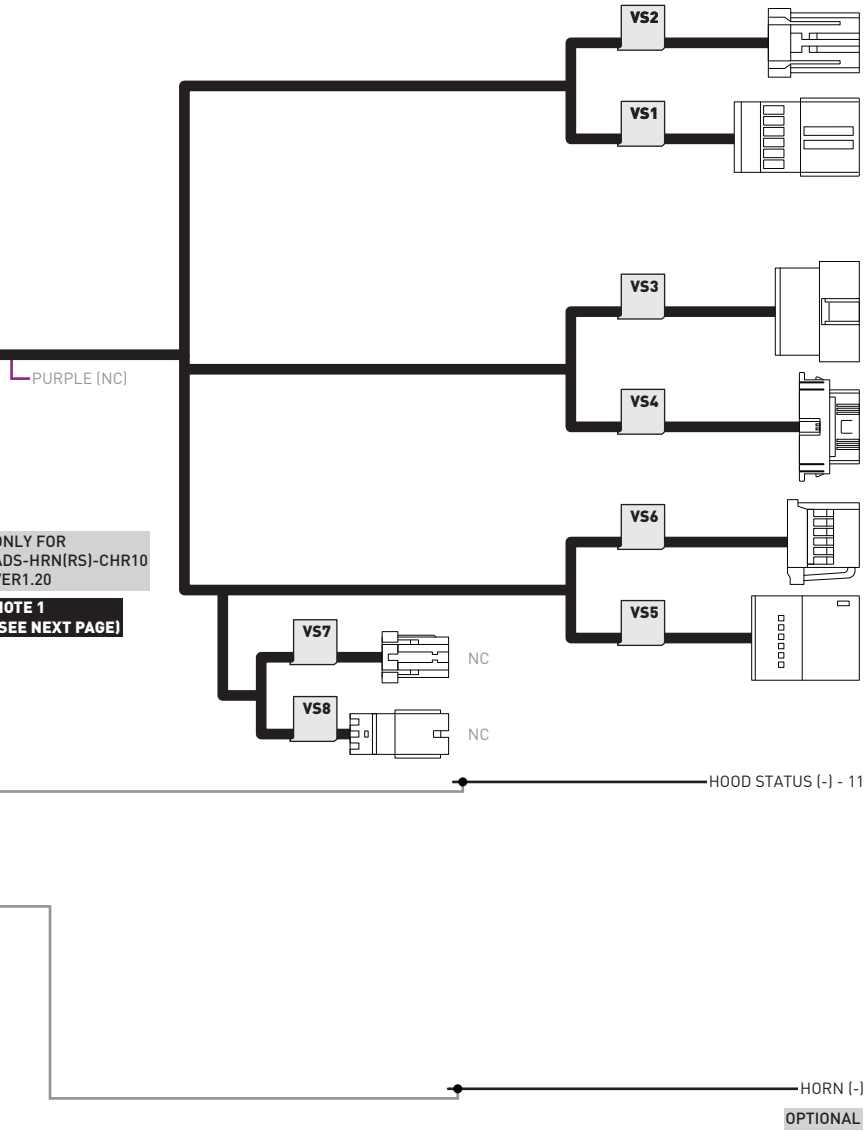 VS2
VS1
VS3
PURPLE (NC)
VS4
VS6
ONLY FOR
ADS-HRN(RS)-CHR10
VER1.20
NOTE 1
(SEE NEXT PAGE)
VS5
VS7
NC
VS8
NC
HOOD STATUS (-) - 11
HORN (-)
OPTIONAL